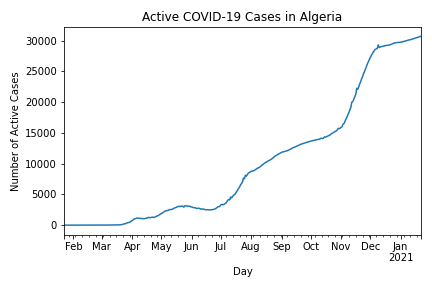 Active COVID-19 Cases in Algeria
30000
25000
20000
15000
10000
5000
0
Number of Active Cases
Feb Mar Apr May Jun Jul Aug Sep Oct Nov Dec Jan
2021
Day